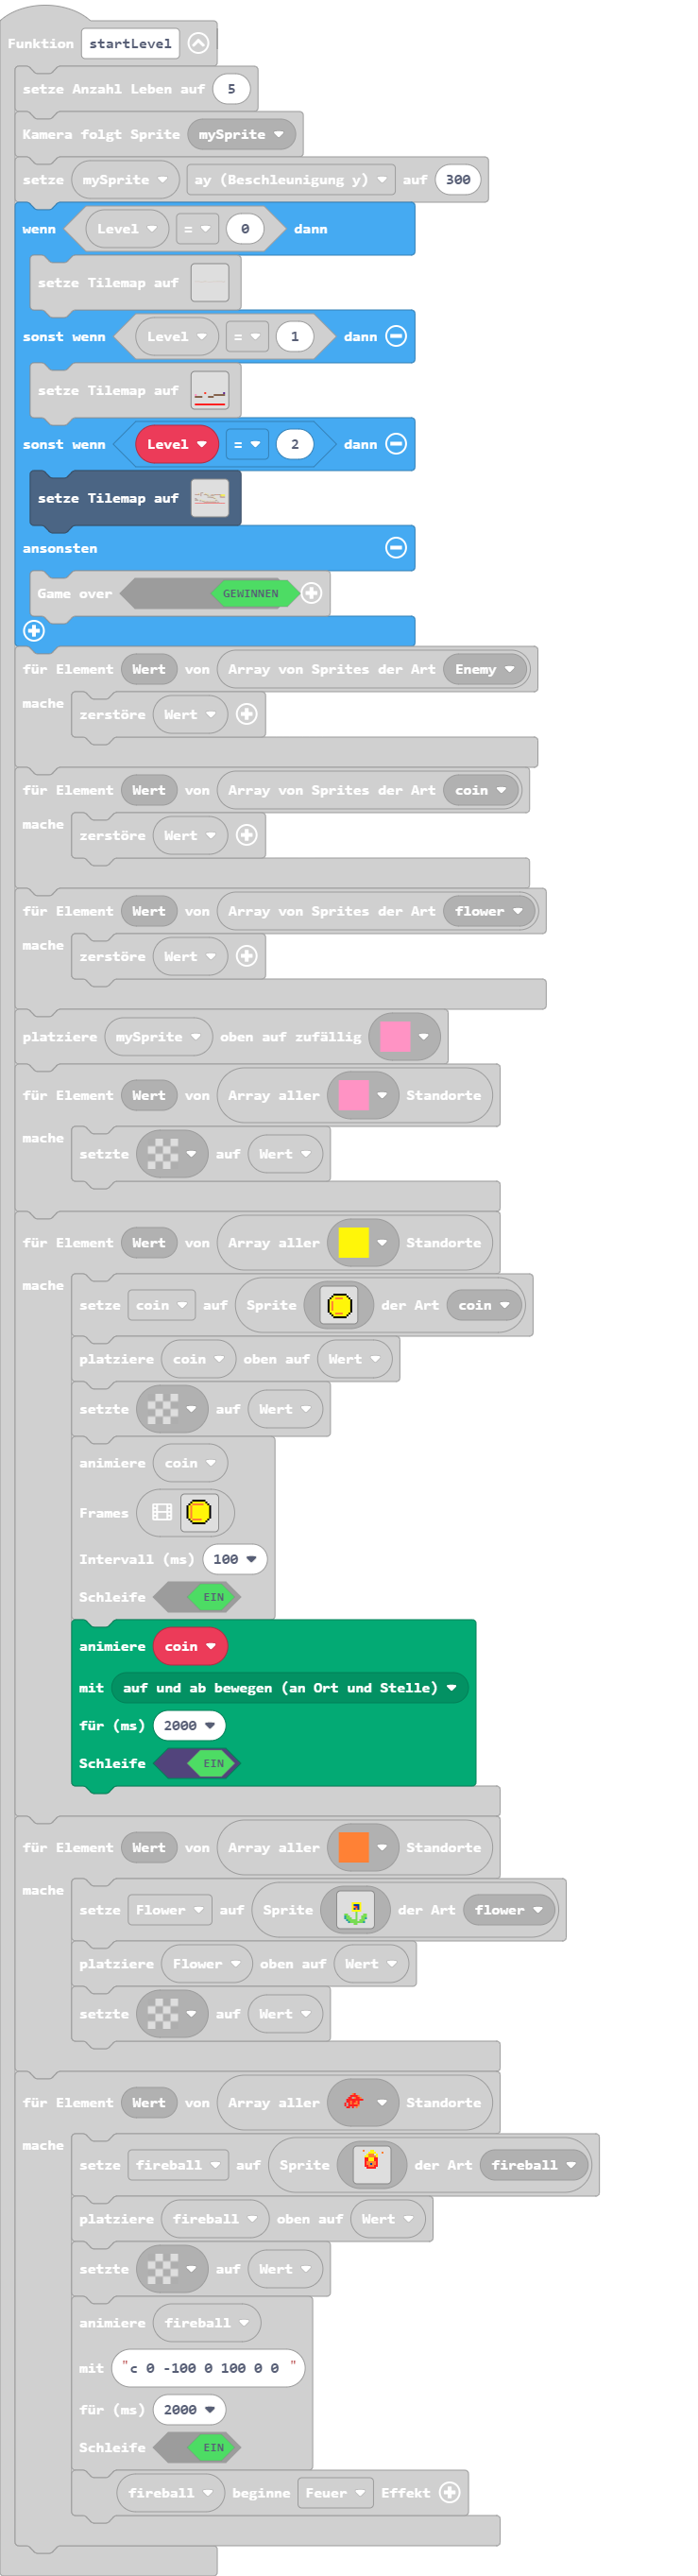 Funktion startLevel
setze Anzahl Leben auf 5
Kamera folgt Sprite mySprite
setze mySprite ay (Beschleunigung y) auf 300
wenn Level = 0 dann
setze Tilemap auf
sonst wenn Level = 1 dann
setze Tilemap auf
sonst wenn Level = 2 dann
setze Tilemap auf
ansonsten
Game over GEWINNEN
für Element Wert von Array von Sprites der Art Enemy
mache zerstöre Wert
für Element Wert von Array von Sprites der Art coin
mache zerstöre Wert
für Element Wert von Array von Sprites der Art flower
mache zerstöre Wert
platziere mySprite oben auf zufällig
für Element Wert von Array aller Standorte
mache setzte auf Wert
für Element Wert von Array aller Standorte
mache setze coin auf Sprite der Art coin
platziere coin oben auf Wert
setzte auf Wert
animiere coin
Frames
Intervall (ms) 100
Schleife EIN
animiere coin
mit auf und ab bewegen (an Ort und Stelle)
für (ms) 2000
Schleife EIN
für Element Wert von Array aller Standorte
mache setze Flower auf Sprite der Art flower
platziere Flower oben auf Wert
setzte auf Wert
für Element Wert von Array aller Standorte
mache setze fireball auf Sprite der Art fireball
platziere fireball oben auf Wert
setzte auf Wert
animiere fireball
mit "c 0 -100 0 100 0 0 "
für (ms) 2000
Schleife EIN
fireball beginne Feuer Effekt